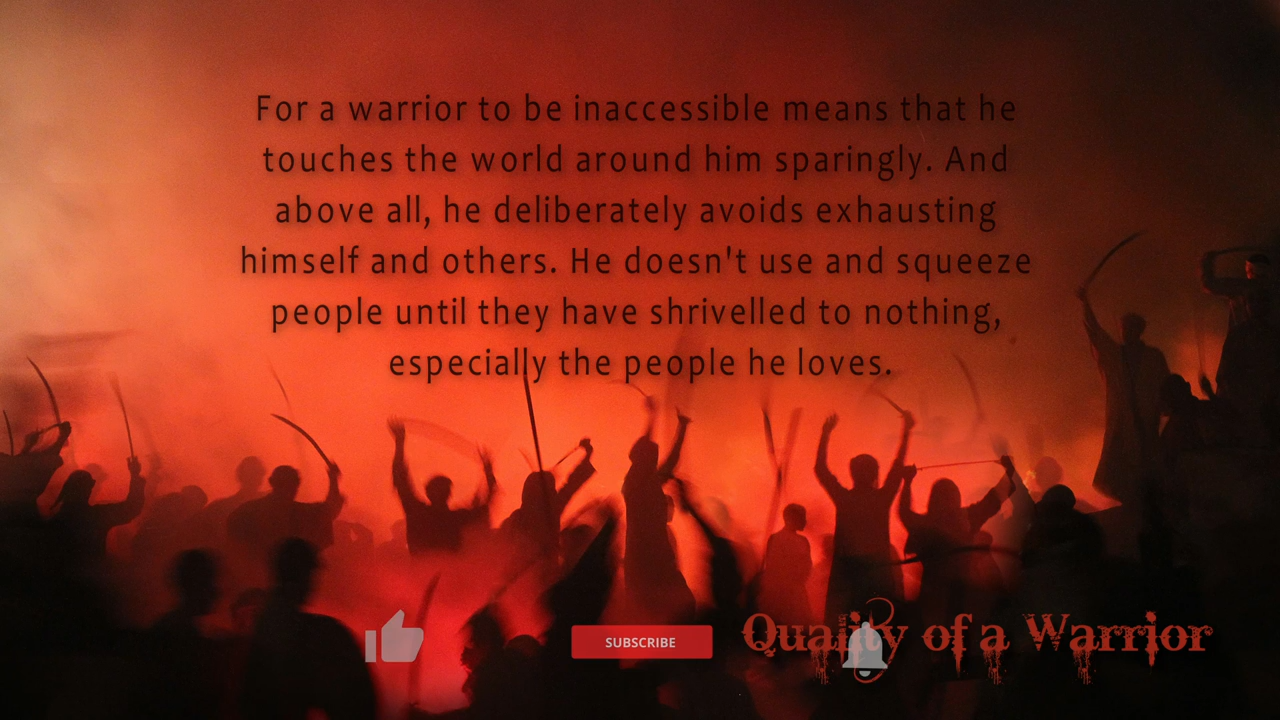 For a warrior to be inaccessible means that he
touches the world around him sparingly. And
above all, he deliberately avoids exhausting
himself and others. He doesn't use and squeeze
people until they have shrivelled to nothing,
especially the people he loves.
SUBSCRIBE
Quality of a Warrior